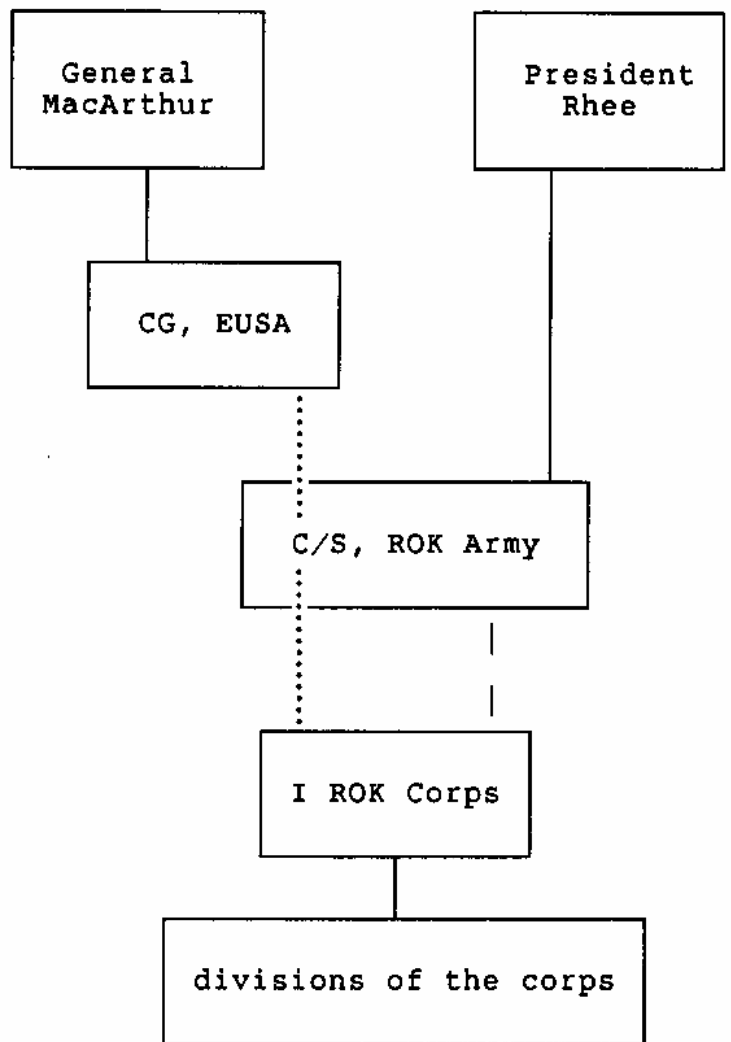 General
MacArthur
President
Rhee
CG, EUSA
C/S, ROK Army
I ROK Corps
divisions of the corps